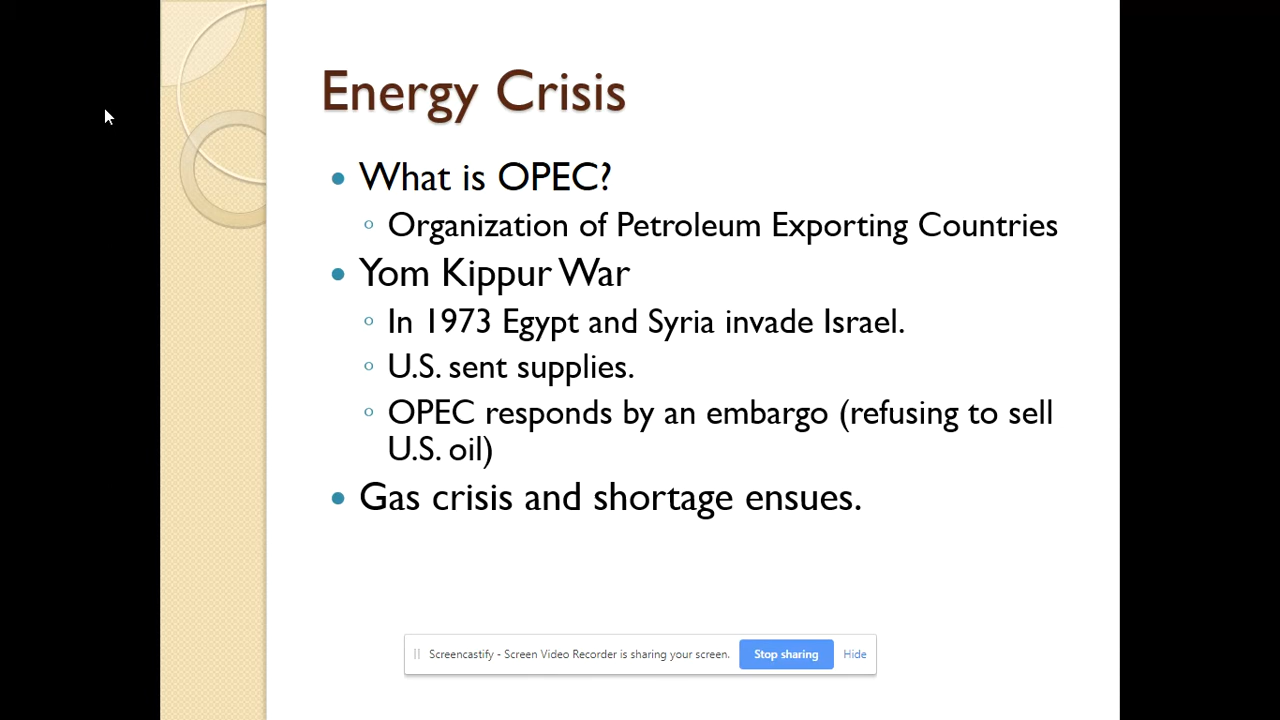 Energy Crisis
What is OPEC?
Organization of Petroleum Exporting Countries
Yom Kippur War
In 1973 Egypt and Syria invade Israel.
U.S. sent supplies.
OPEC responds by an embargo (refusing to sell
U.S. oil)
Gas crisis and shortage ensues.
Screencastify - Screen Video Recorder is sharing your screen. Stop sharing Hide